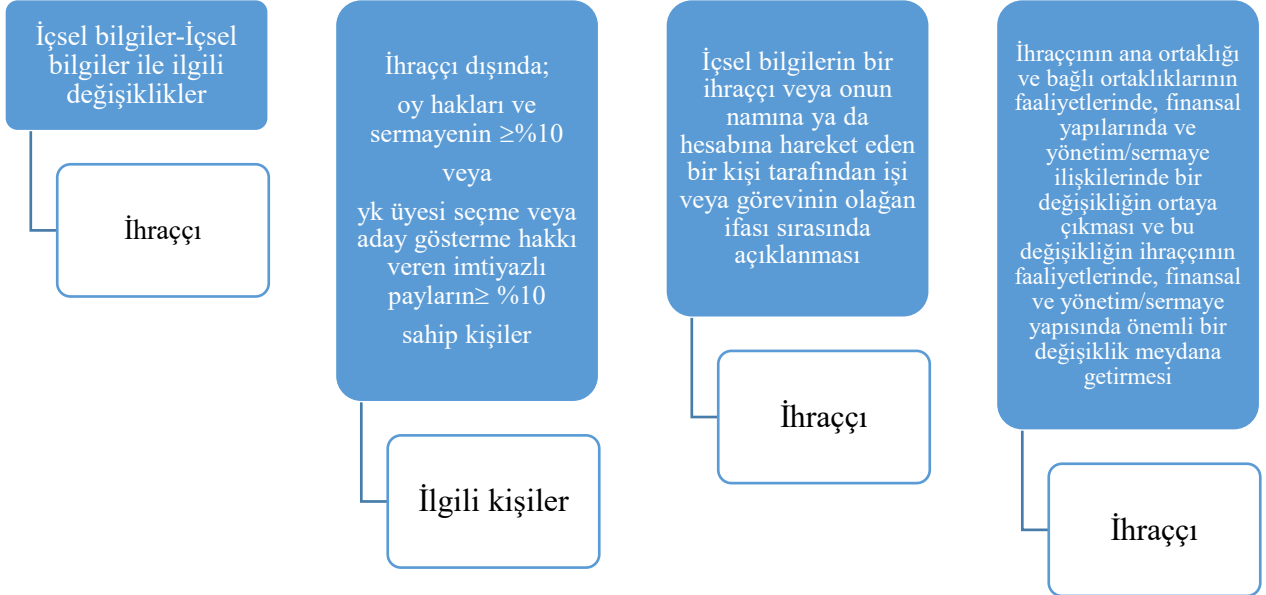 İçsel bilgiler-İçsel
bilgiler ile ilgili
değişiklikler
İhraççı
İhraççı dışında;
oy hakları ve
sermayenin ≥%10
veya
yk üyesi seçme veya
aday gösterme hakkı
veren imtiyazlı
payların≥ %10
sahip kişiler
İlgili kişiler
İçsel bilgilerin bir
ihraççı veya onun
namına ya da
hesabına hareket eden
bir kişi tarafından işi
veya görevinin olağan
ifası sırasında
açıklanması
İhraççı
İhraççının ana ortaklığı
ve bağlı ortaklıklarının
faaliyetlerinde, finansal
yapılarında ve
yönetim/sermaye
ilişkilerinde bir
değişikliğin ortaya
çıkması ve bu
değişikliğin ihraççının
faaliyetlerinde, finansal
ve yönetim/sermaye
yapısında önemli bir
değişiklik meydana
getirmesi
İhraççı